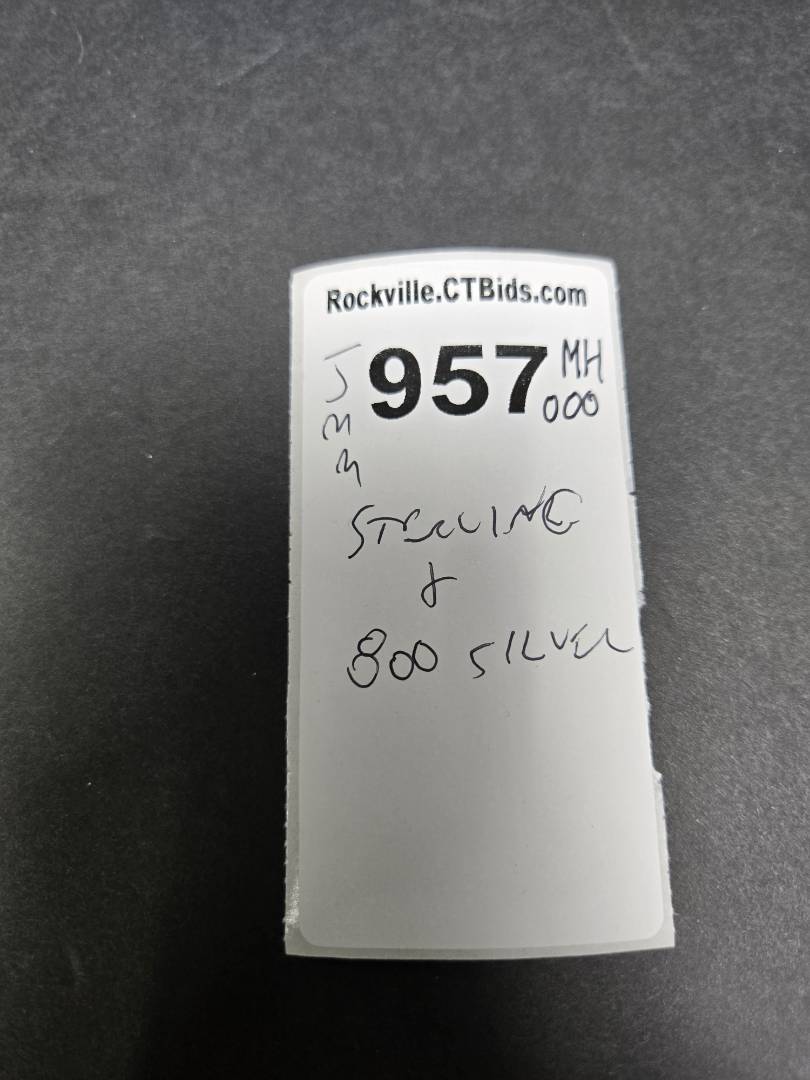 Rockville.CTBids.com
957 MH
000
STERLING
&
800 SILVER